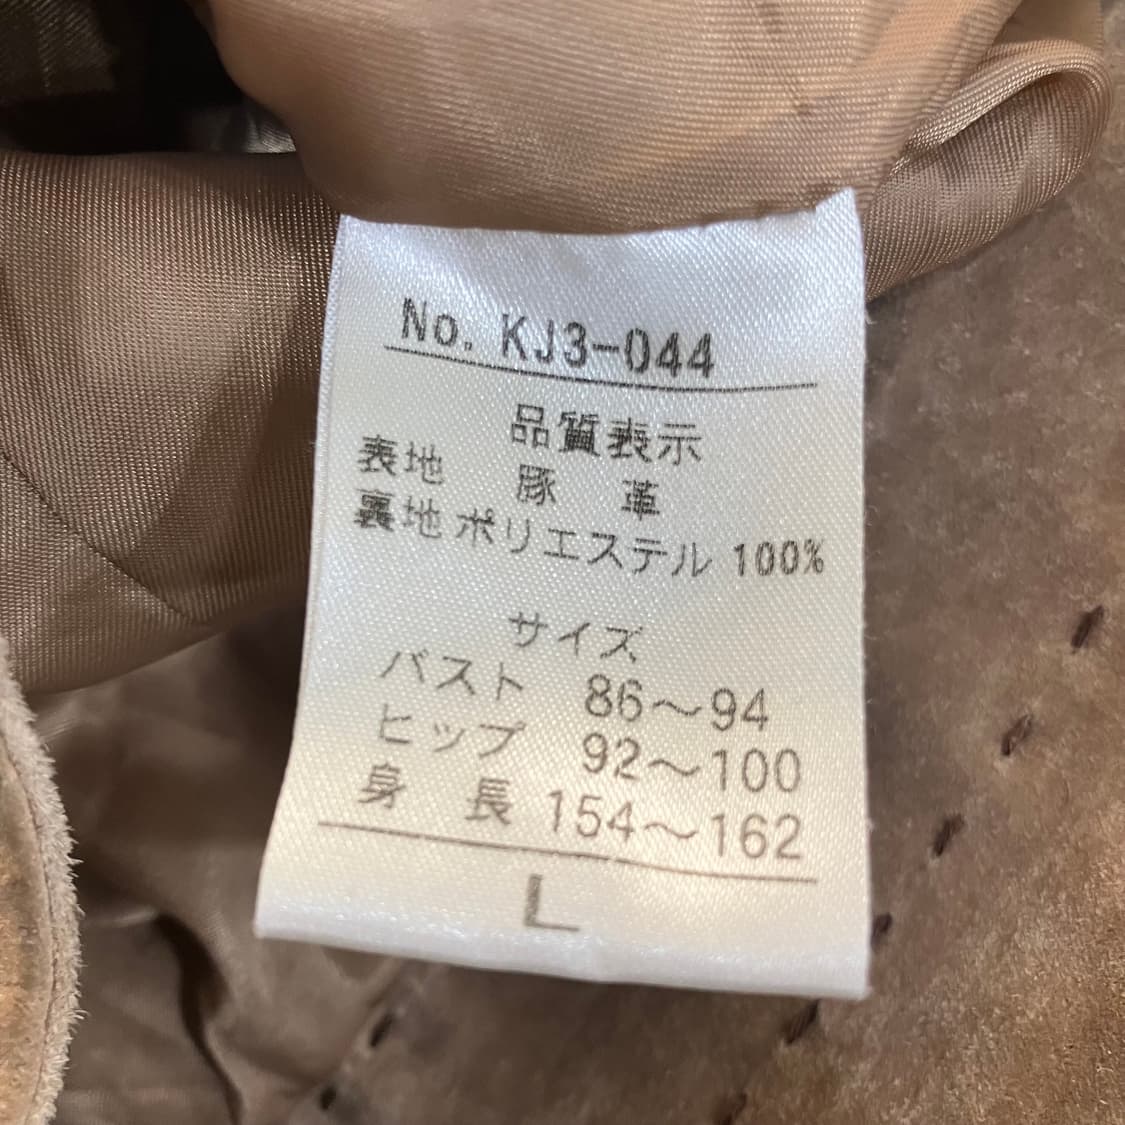 No. KJ3-044
品質表示
表地 豚 革
裏地 ポリエステル 100%
サイズ
バスト 86～94
ヒップ 92～100
身 長 154～162
L